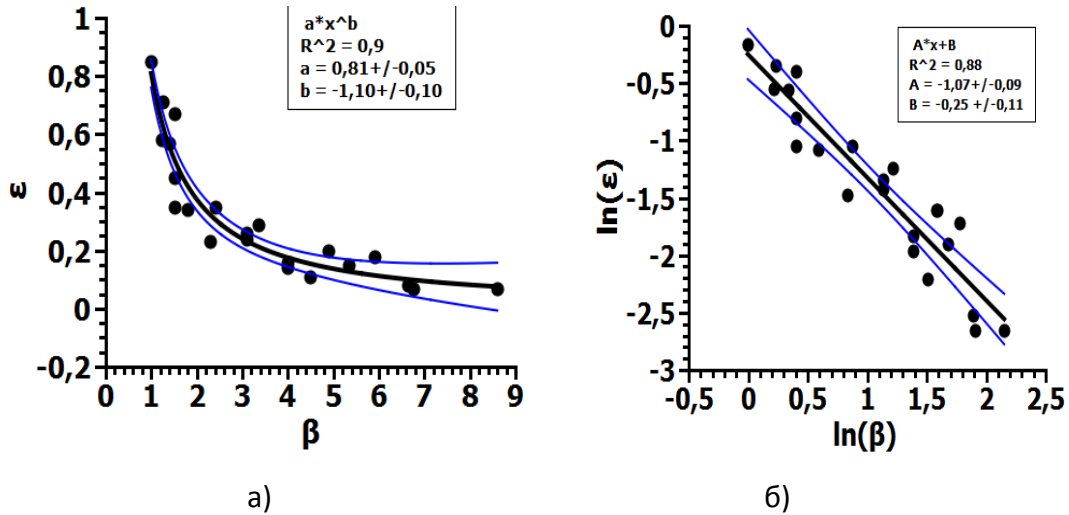 a*x^b
R^2 = 0,9
a = 0,81+/-0,05
b = -1,10+/-0,10
ε
1
0,8
0,6
0,4
0,2
0
-0,2
0 1 2 3 4 5 6 7 8 9
β
а)
A*x+B
R^2 = 0,88
A = -1,07+/-0,09
B = -0,25 +/-0,11
ln(ε)
0
-0,5
-1
-1,5
-2
-2,5
-3
-0,5 0 0,5 1 1,5 2 2,5
ln(β)
б)